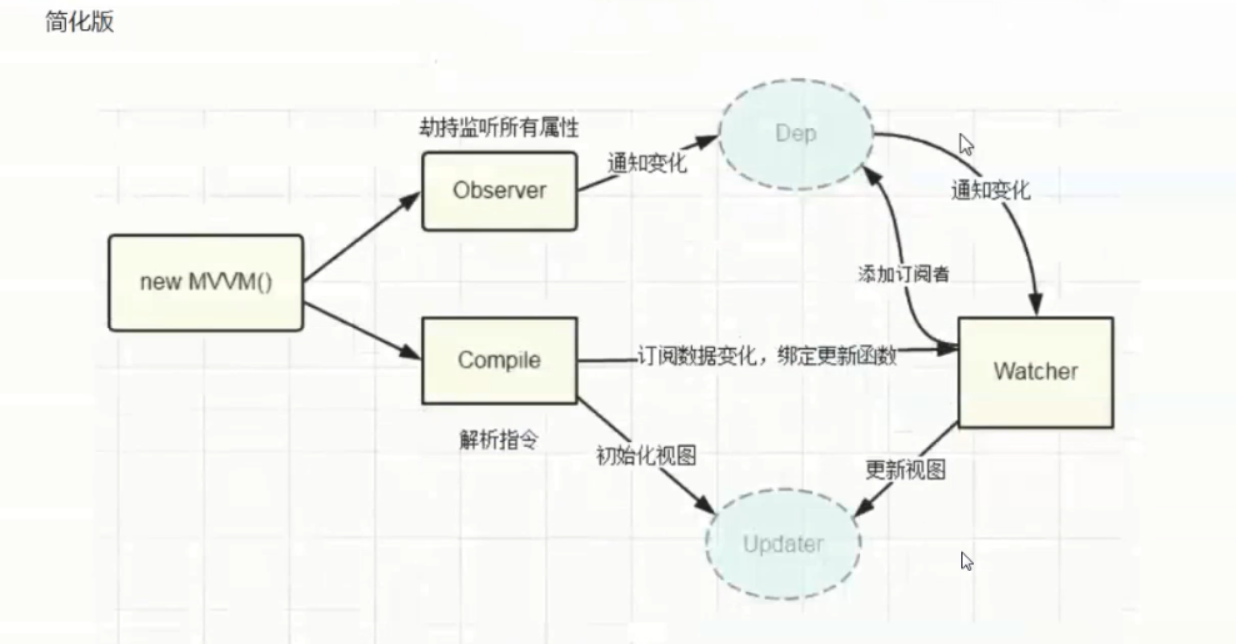 简化版
劫持监听所有属性
Observer
通知变化
Dep
通知变化
new MVVM()
添加订阅者
Compile
订阅数据变化，绑定更新函数
Watcher
解析指令
初始化视图
更新视图
Updater